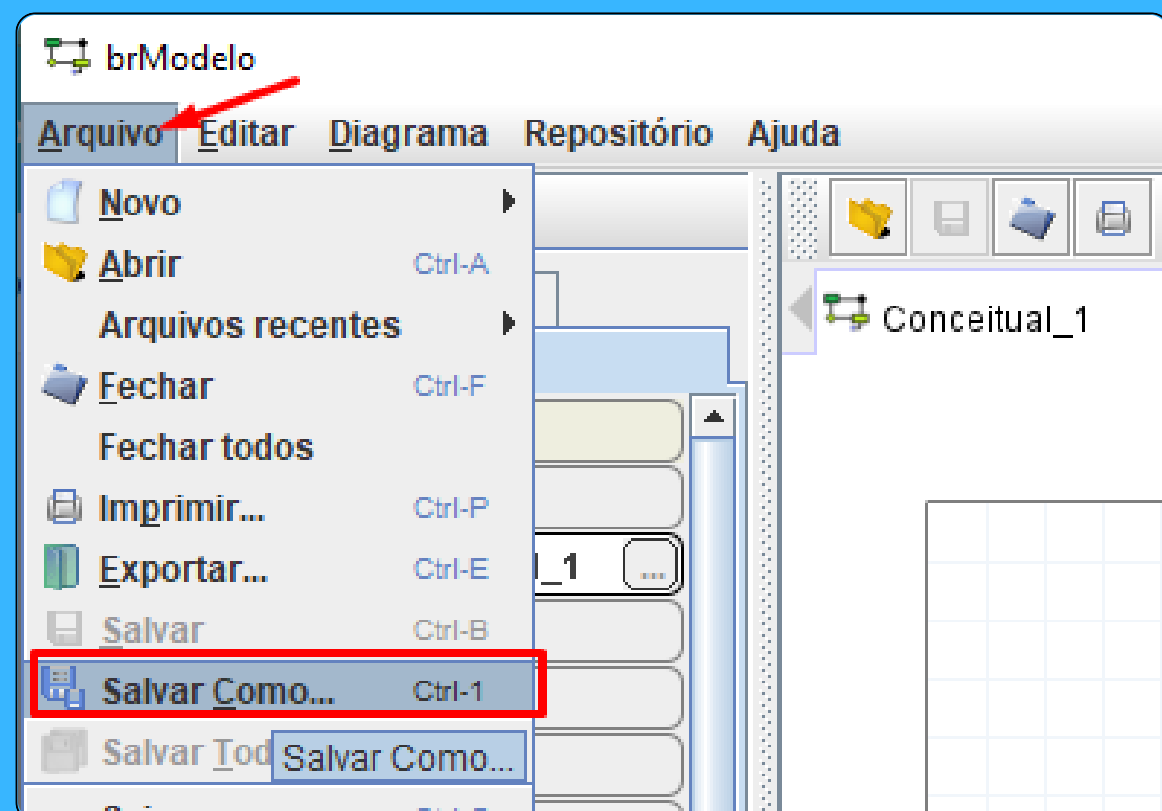 brModelo
Arquivo Editar Diagrama Repositório Ajuda
Novo
Abrir Ctrl-A
Arquivos recentes
Fechar Ctrl-F
Fechar todos
Imprimir... Ctrl-P
Exportar... Ctrl-E
Salvar Ctrl-B
Salvar Como... Ctrl-1
Salvar Tod
Salvar Como...
_1 ...
Conceitual_1